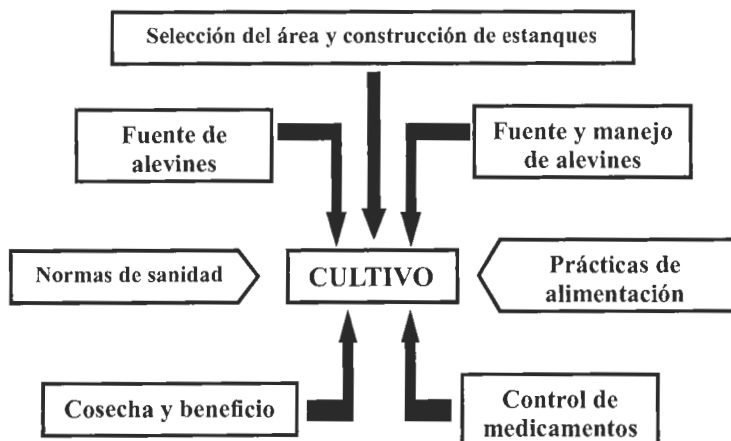 Selección del área y construcción de estanques
Fuente de
alevines
Fuente y manejo
de alevines
Normas de sanidad
CULTIVO
Prácticas de
alimentación
Cosecha y beneficio
Control de
medicamentos